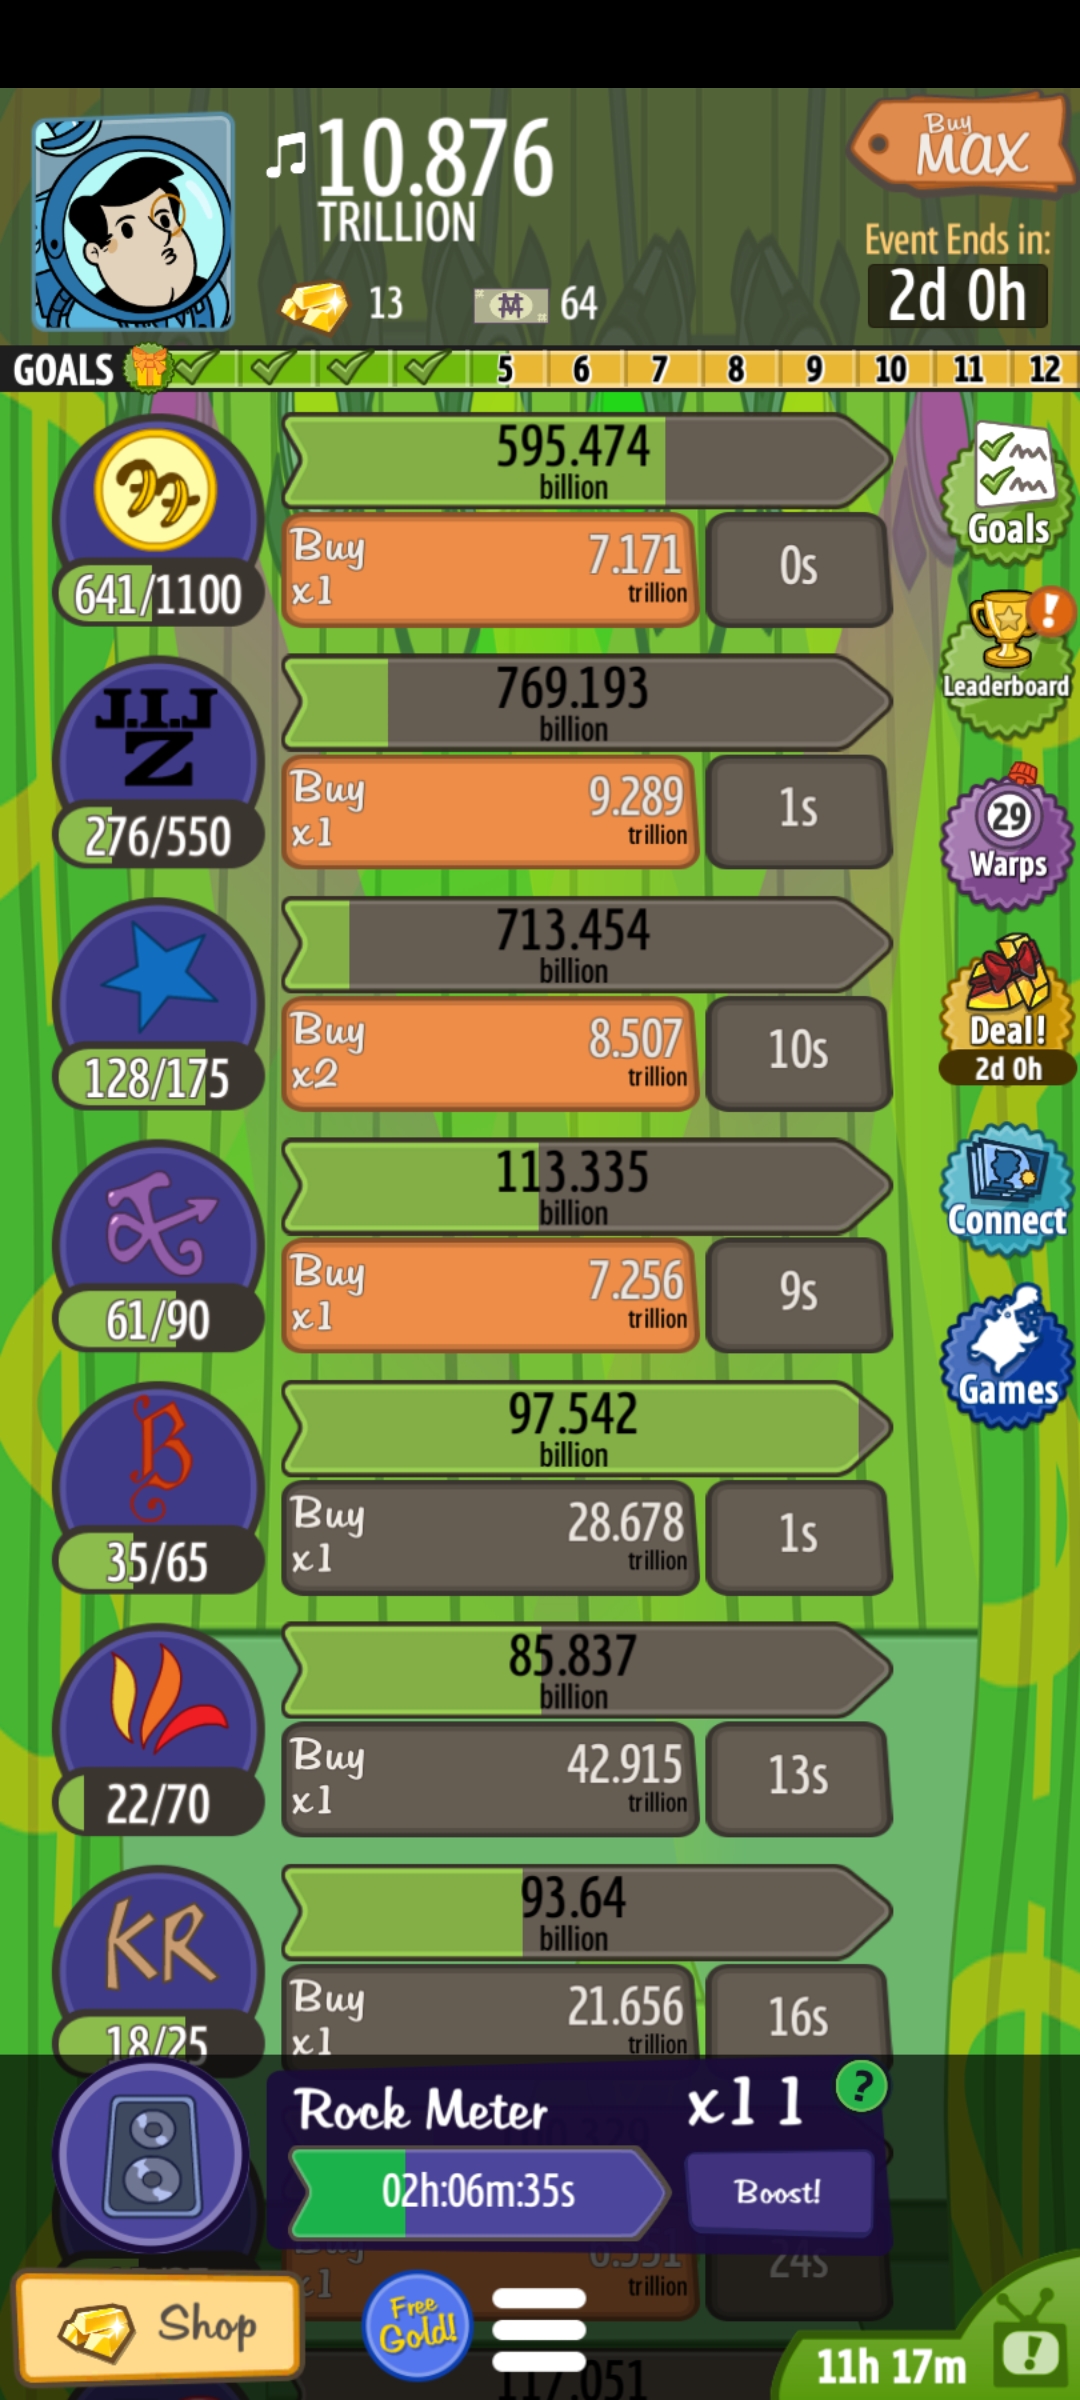 10.876
TRILLION
Buy
MAX
Event Ends in:
2d 0h
13
64
GOALS
5
6
7
8
9
10
11
12
595.474
billion
Buy
x1
7.171
trillion
0s
641/1100
Goals
Leaderboard
J.I.J
Z
769.193
billion
Buy
x1
9.289
trillion
1s
276/550
29
Warps
713.454
billion
Buy
x2
8.507
trillion
10s
128/175
Deal!
2d 0h
113.335
billion
Buy
x1
7.256
trillion
9s
61/90
Connect
B
97.542
billion
Buy
x1
28.678
trillion
1s
35/65
Games
85.837
billion
Buy
x1
42.915
trillion
13s
22/70
KR
93.64
billion
Buy
x1
21.656
trillion
16s
18/25
Rock Meter
x11
?
02h:06m:35s
Boost!
Buy
x1
trillion
24s
Shop
Free
Gold!
117.051
11h 17m